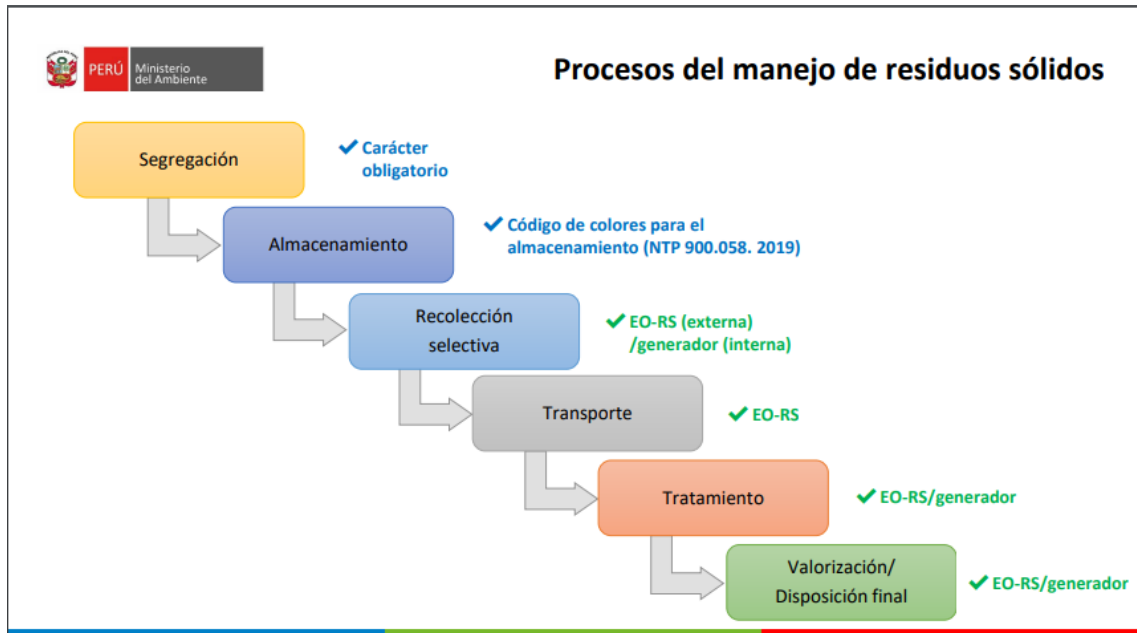 PERÚ
Ministerio
del Ambiente
Procesos del manejo de residuos sólidos
Segregación
✔ Carácter
obligatorio
Almacenamiento
✔ Código de colores para el
almacenamiento (NTP 900.058. 2019)
Recolección
selectiva
✔ EO-RS (externa)
/generador (interna)
Transporte
✔ EO-RS
Tratamiento
✔ EO-RS/generador
Valorización/
Disposición final
✔ EO-RS/generador